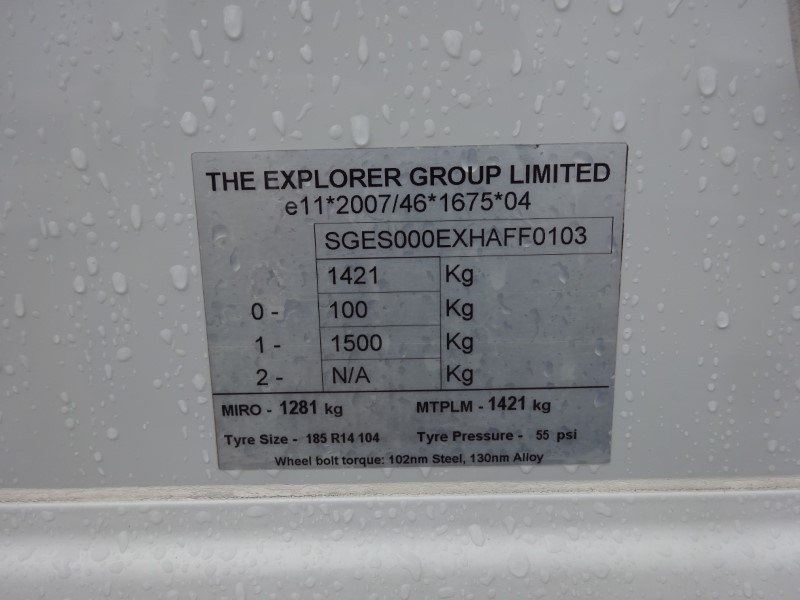 THE EXPLORER GROUP LIMITED
e11*2007/46*1675*04
SGES000EXHAFF0103
1421 Kg
0 - 100 Kg
1 - 1500 Kg
2 - N/A Kg
MIRO - 1281 kg MTPLM - 1421 kg
Tyre Size - 185 R14 104 Tyre Pressure - 55 psi
Wheel bolt torque: 102nm Steel, 130nm Alloy